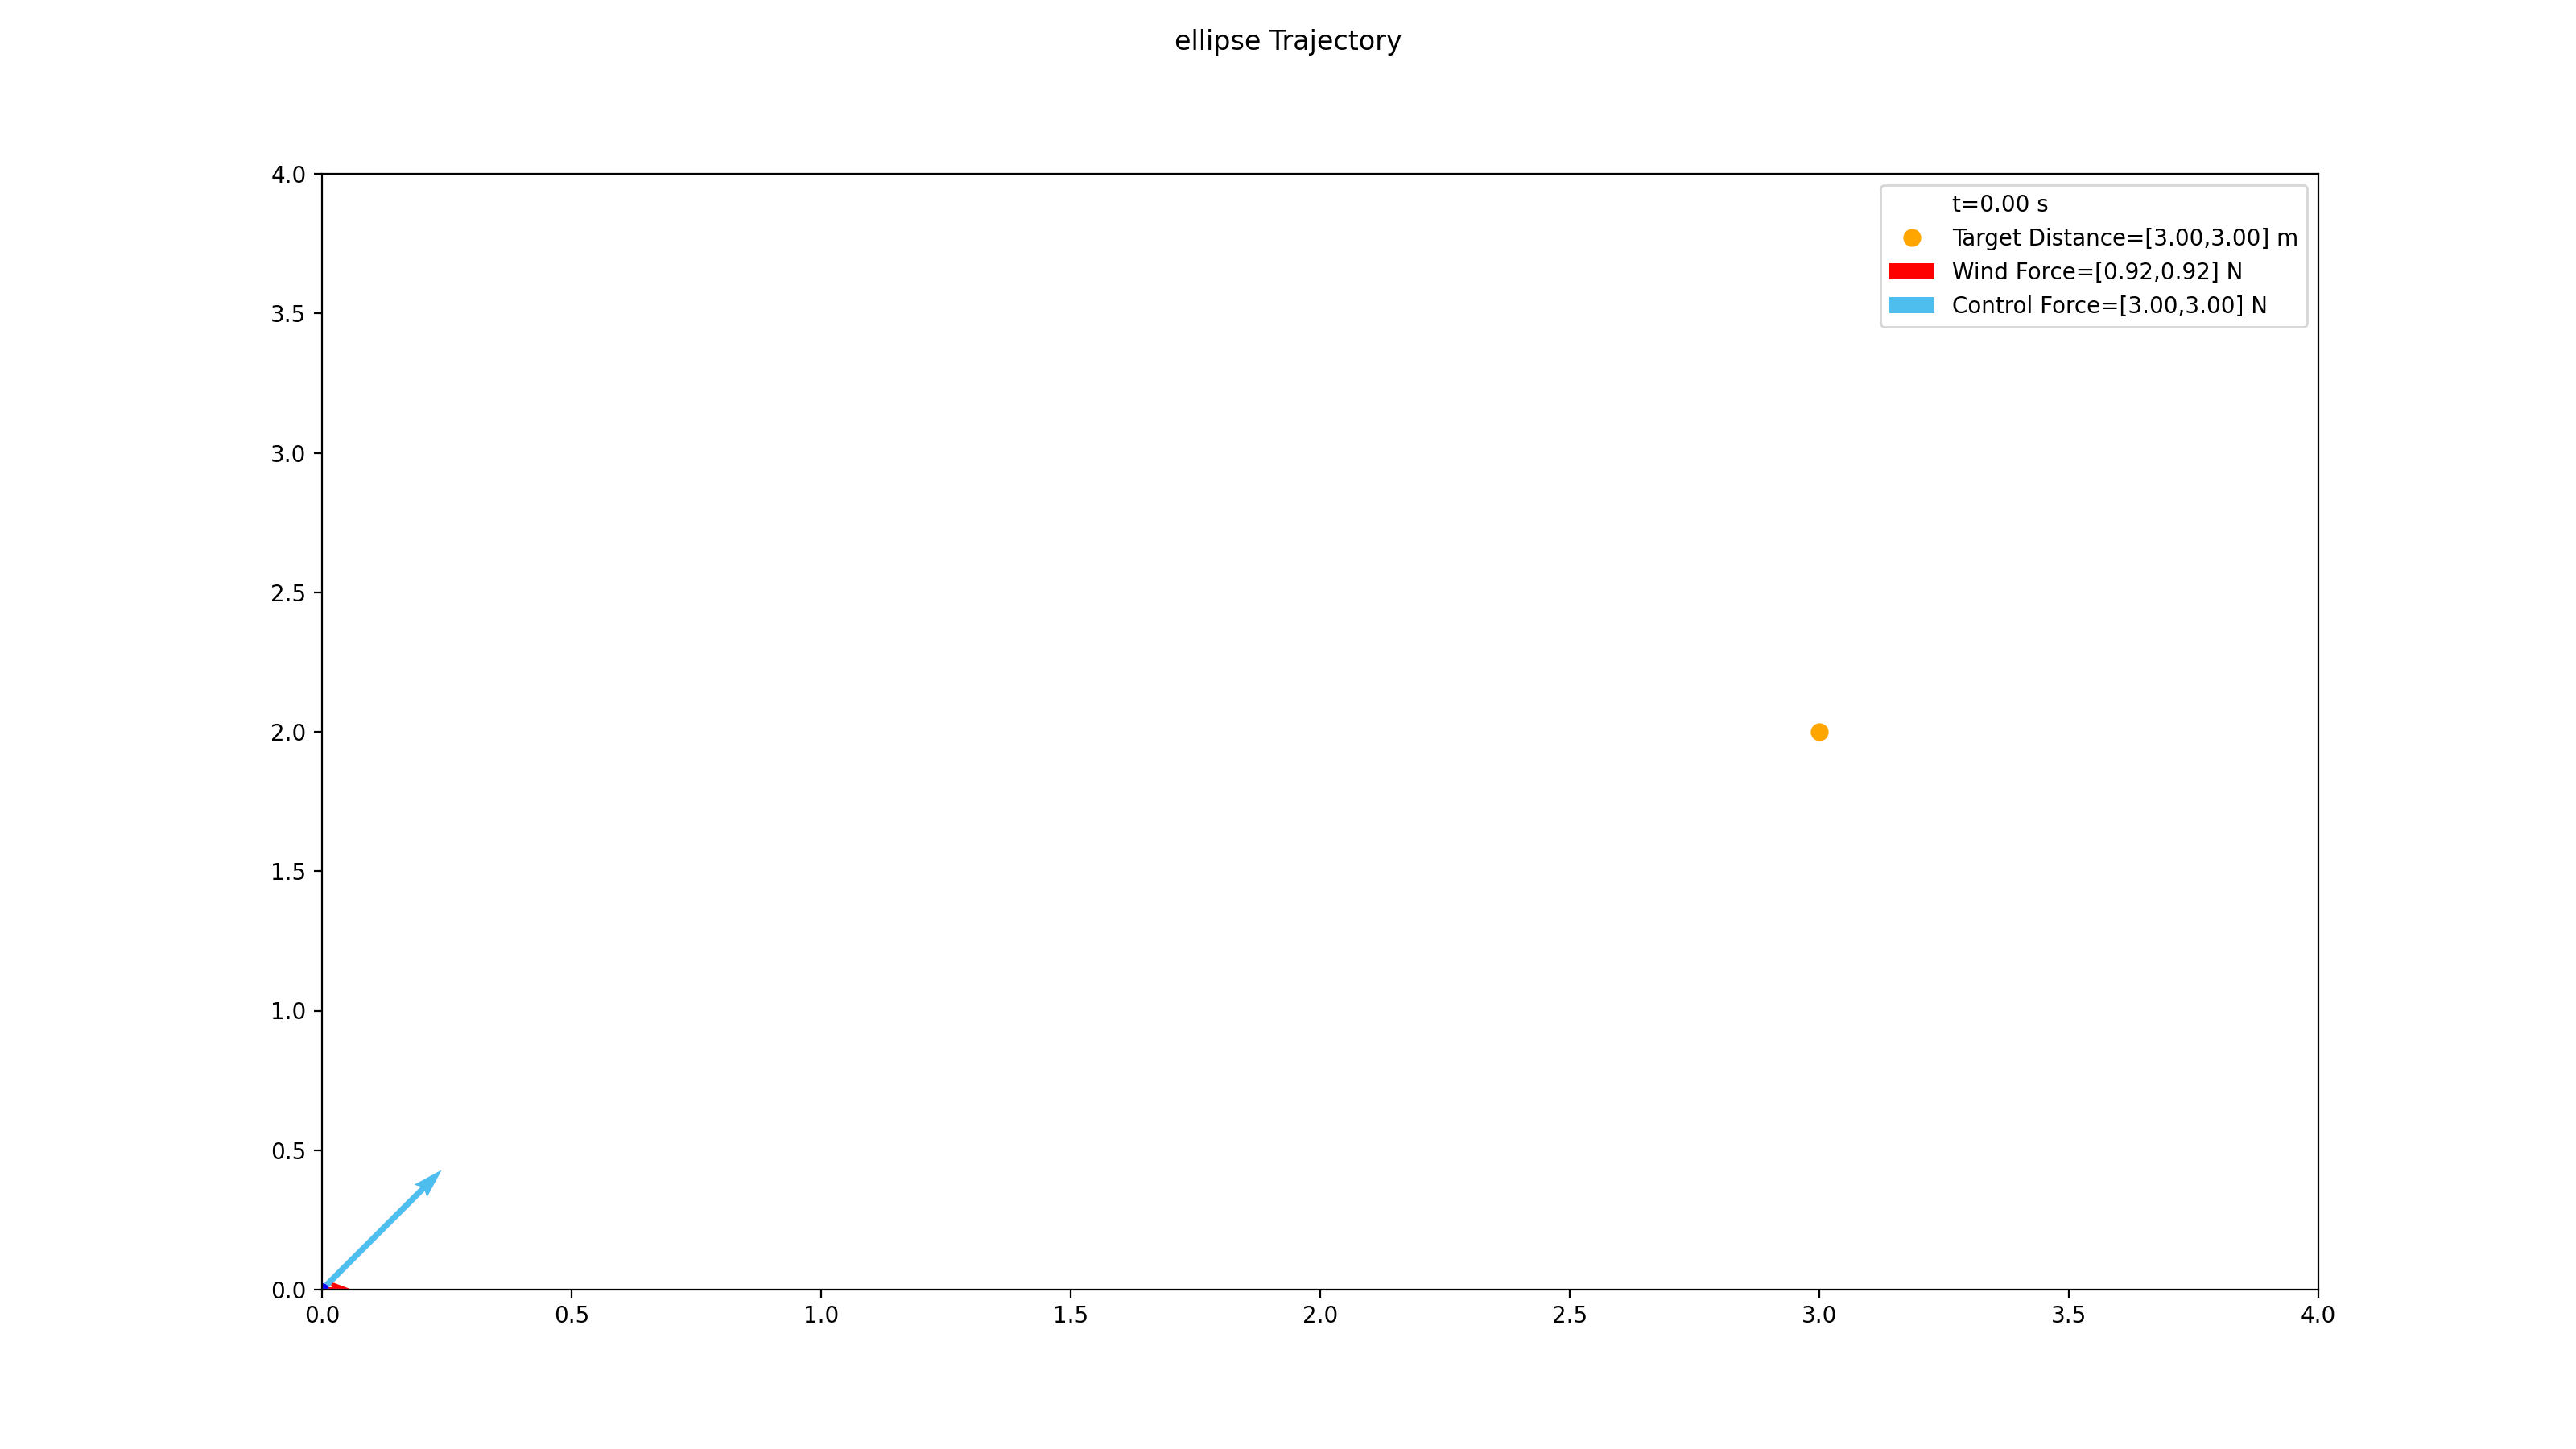 ellipse Trajectory
t=0.00 s
Target Distance=[3.00,3.00] m
Wind Force=[0.92,0.92] N
Control Force=[3.00,3.00] N
4.0
3.5
3.0
2.5
2.0
1.5
1.0
0.5
0.0
0.0 0.5 1.0 1.5 2.0 2.5 3.0 3.5 4.0